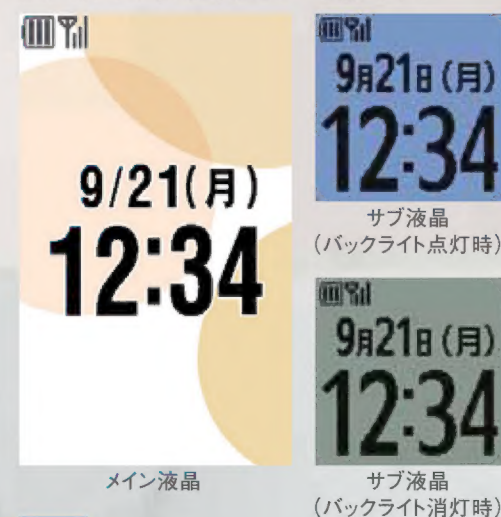 9/21(月)
12:34
メイン液晶
9月21日(月)
12:34
サブ液晶
(バックライト点灯時)
9月21日(月)
12:34
サブ液晶
(バックライト消灯時)